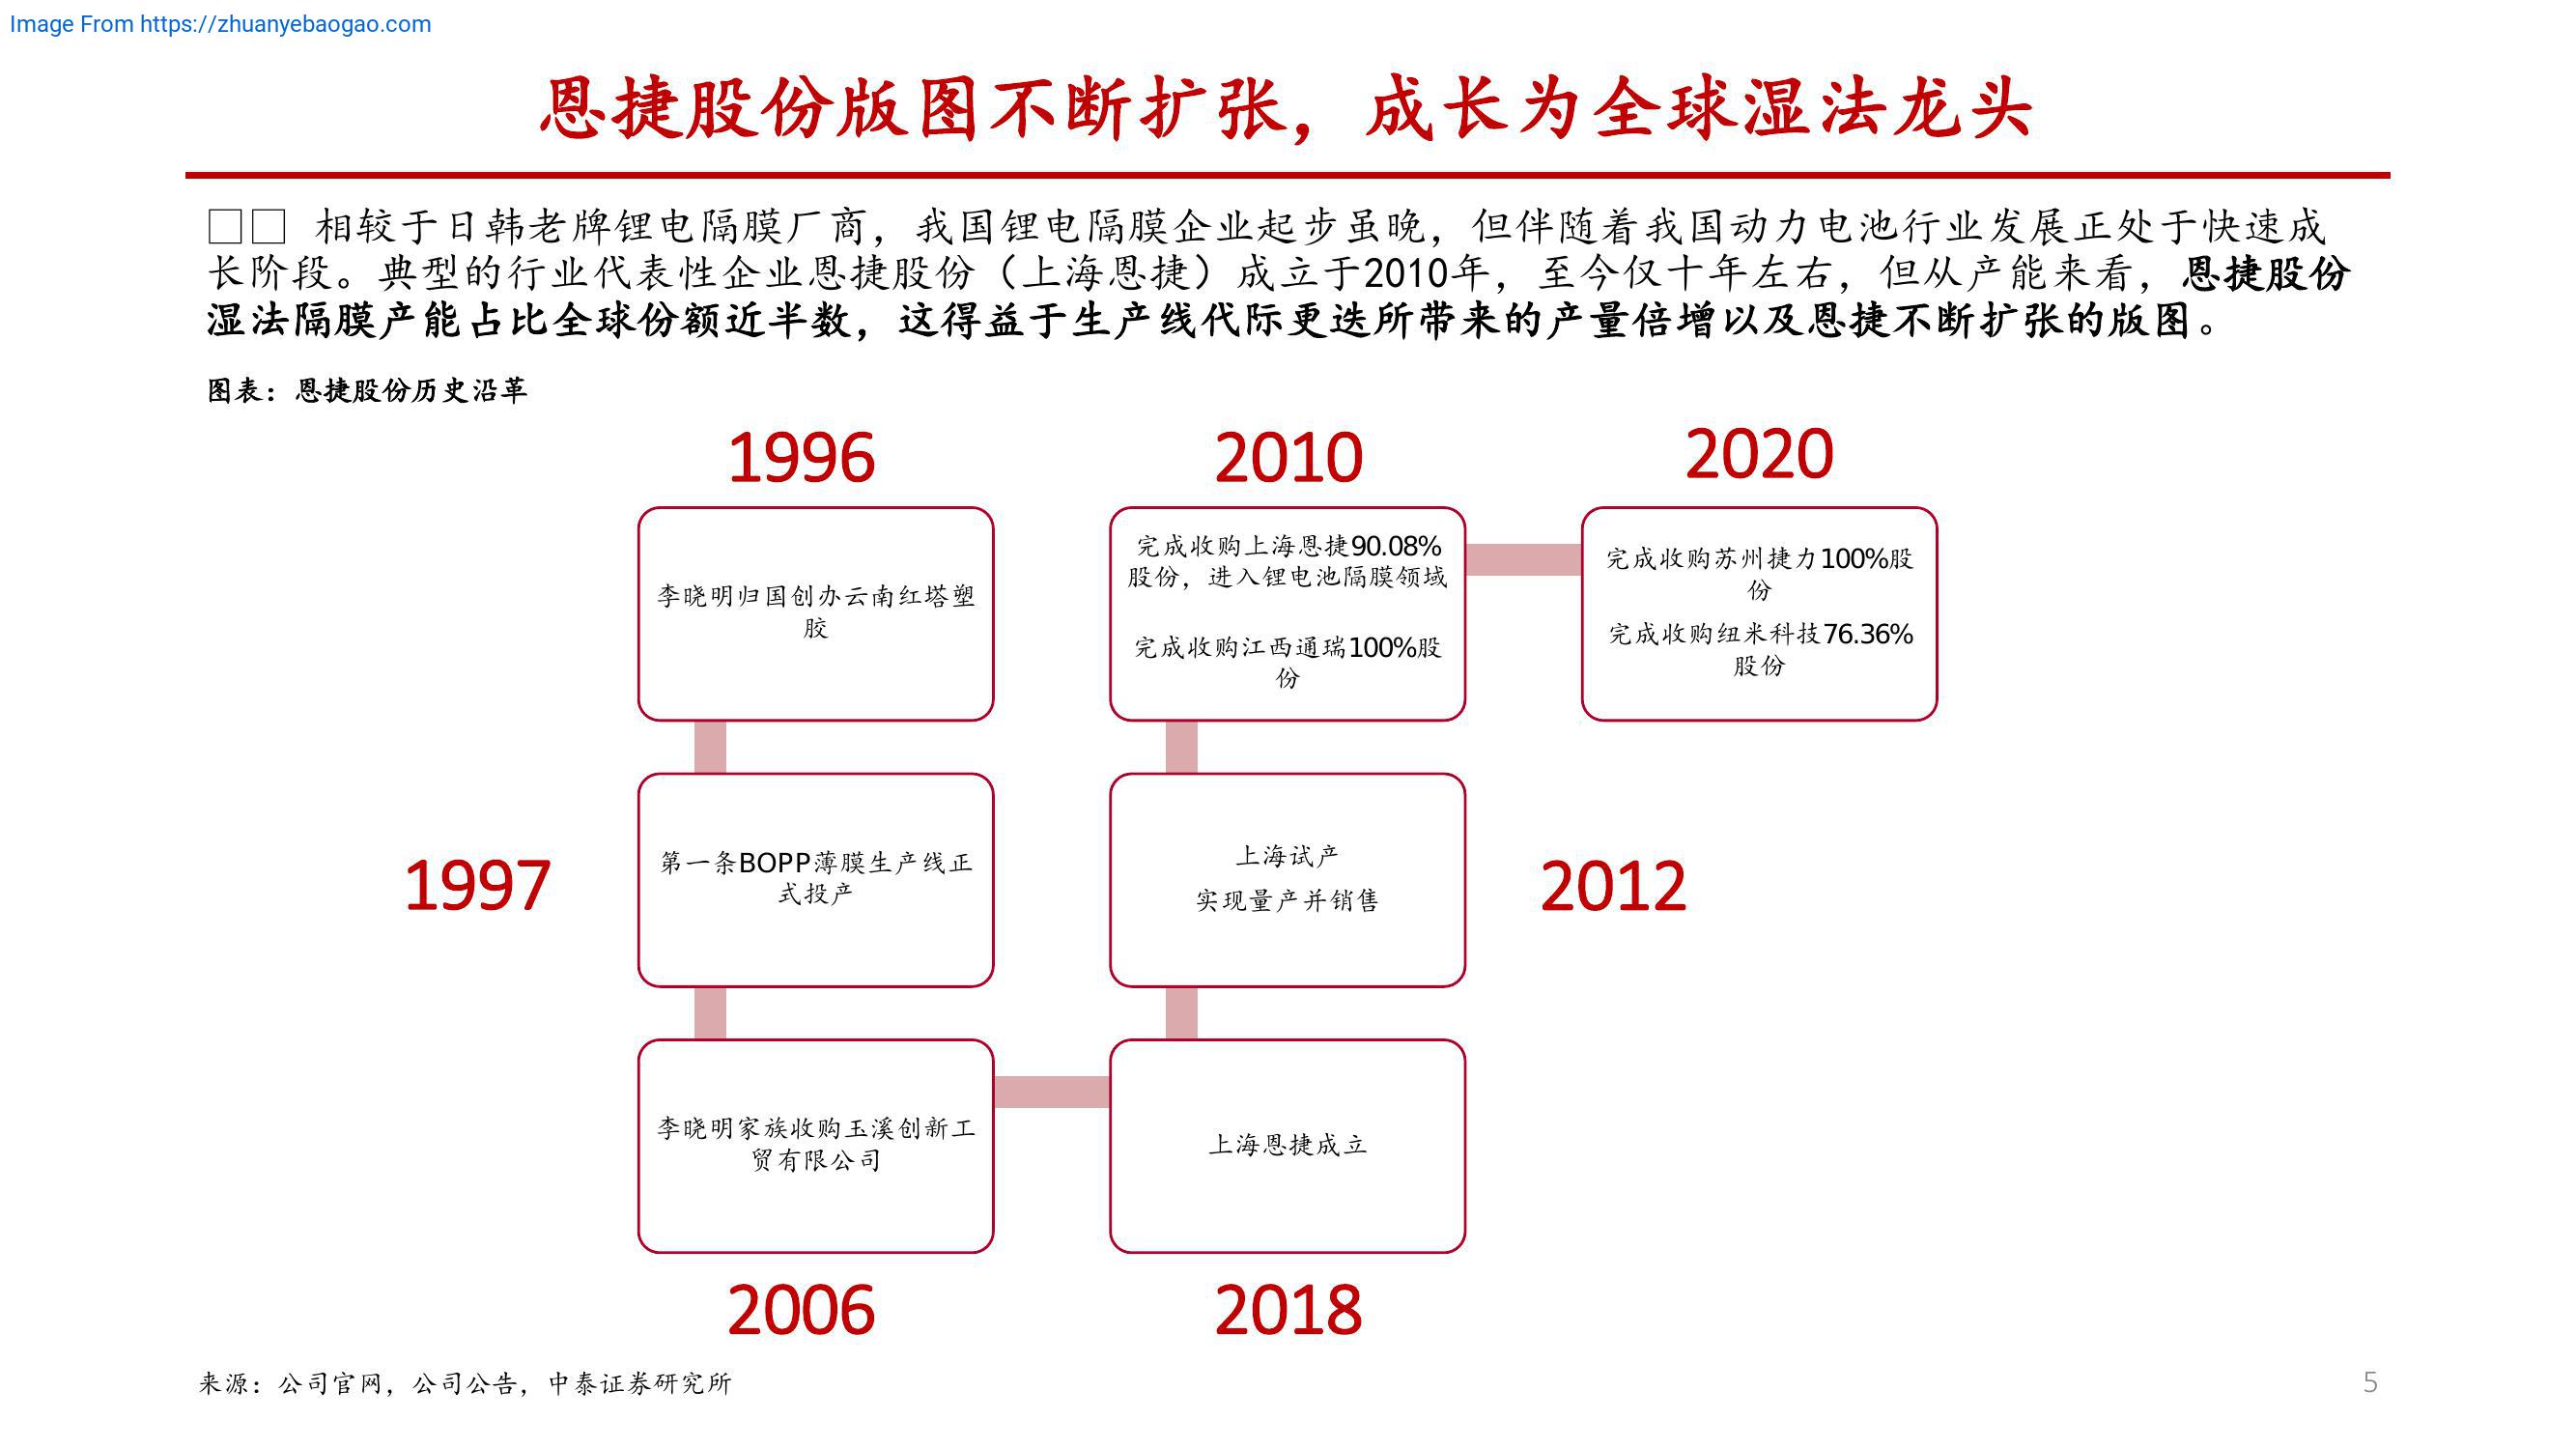 Image From https://zhuanyebaogao.com
恩捷股份版图不断扩张，成长为全球湿法龙头
相较于日韩老牌锂电隔膜厂商，我国锂电隔膜企业起步虽晚，但伴随着我国动力电池行业发展正处于快速成
长阶段。典型的行业代表性企业恩捷股份（上海恩捷）成立于2010年，至今仅十年左右，但从产能来看，恩捷股份
湿法隔膜产能占比全球份额近半数，这得益于生产线代际更迭所带来的产量倍增以及恩捷不断扩张的版图。
图表：恩捷股份历史沿革
1996
李晓明归国创办云南红塔塑
胶
1997
第一条BOPP薄膜生产线正
式投产
李晓明家族收购玉溪创新工
贸有限公司
2006
2010
完成收购上海恩捷90.08%
股份，进入锂电池隔膜领域
完成收购江西通瑞100%股
份
上海试产
实现量产并销售
2012
上海恩捷成立
2018
2020
完成收购苏州捷力100%股
份
完成收购纽米科技76.36%
股份
来源：公司官网，公司公告，中泰证券研究所
5